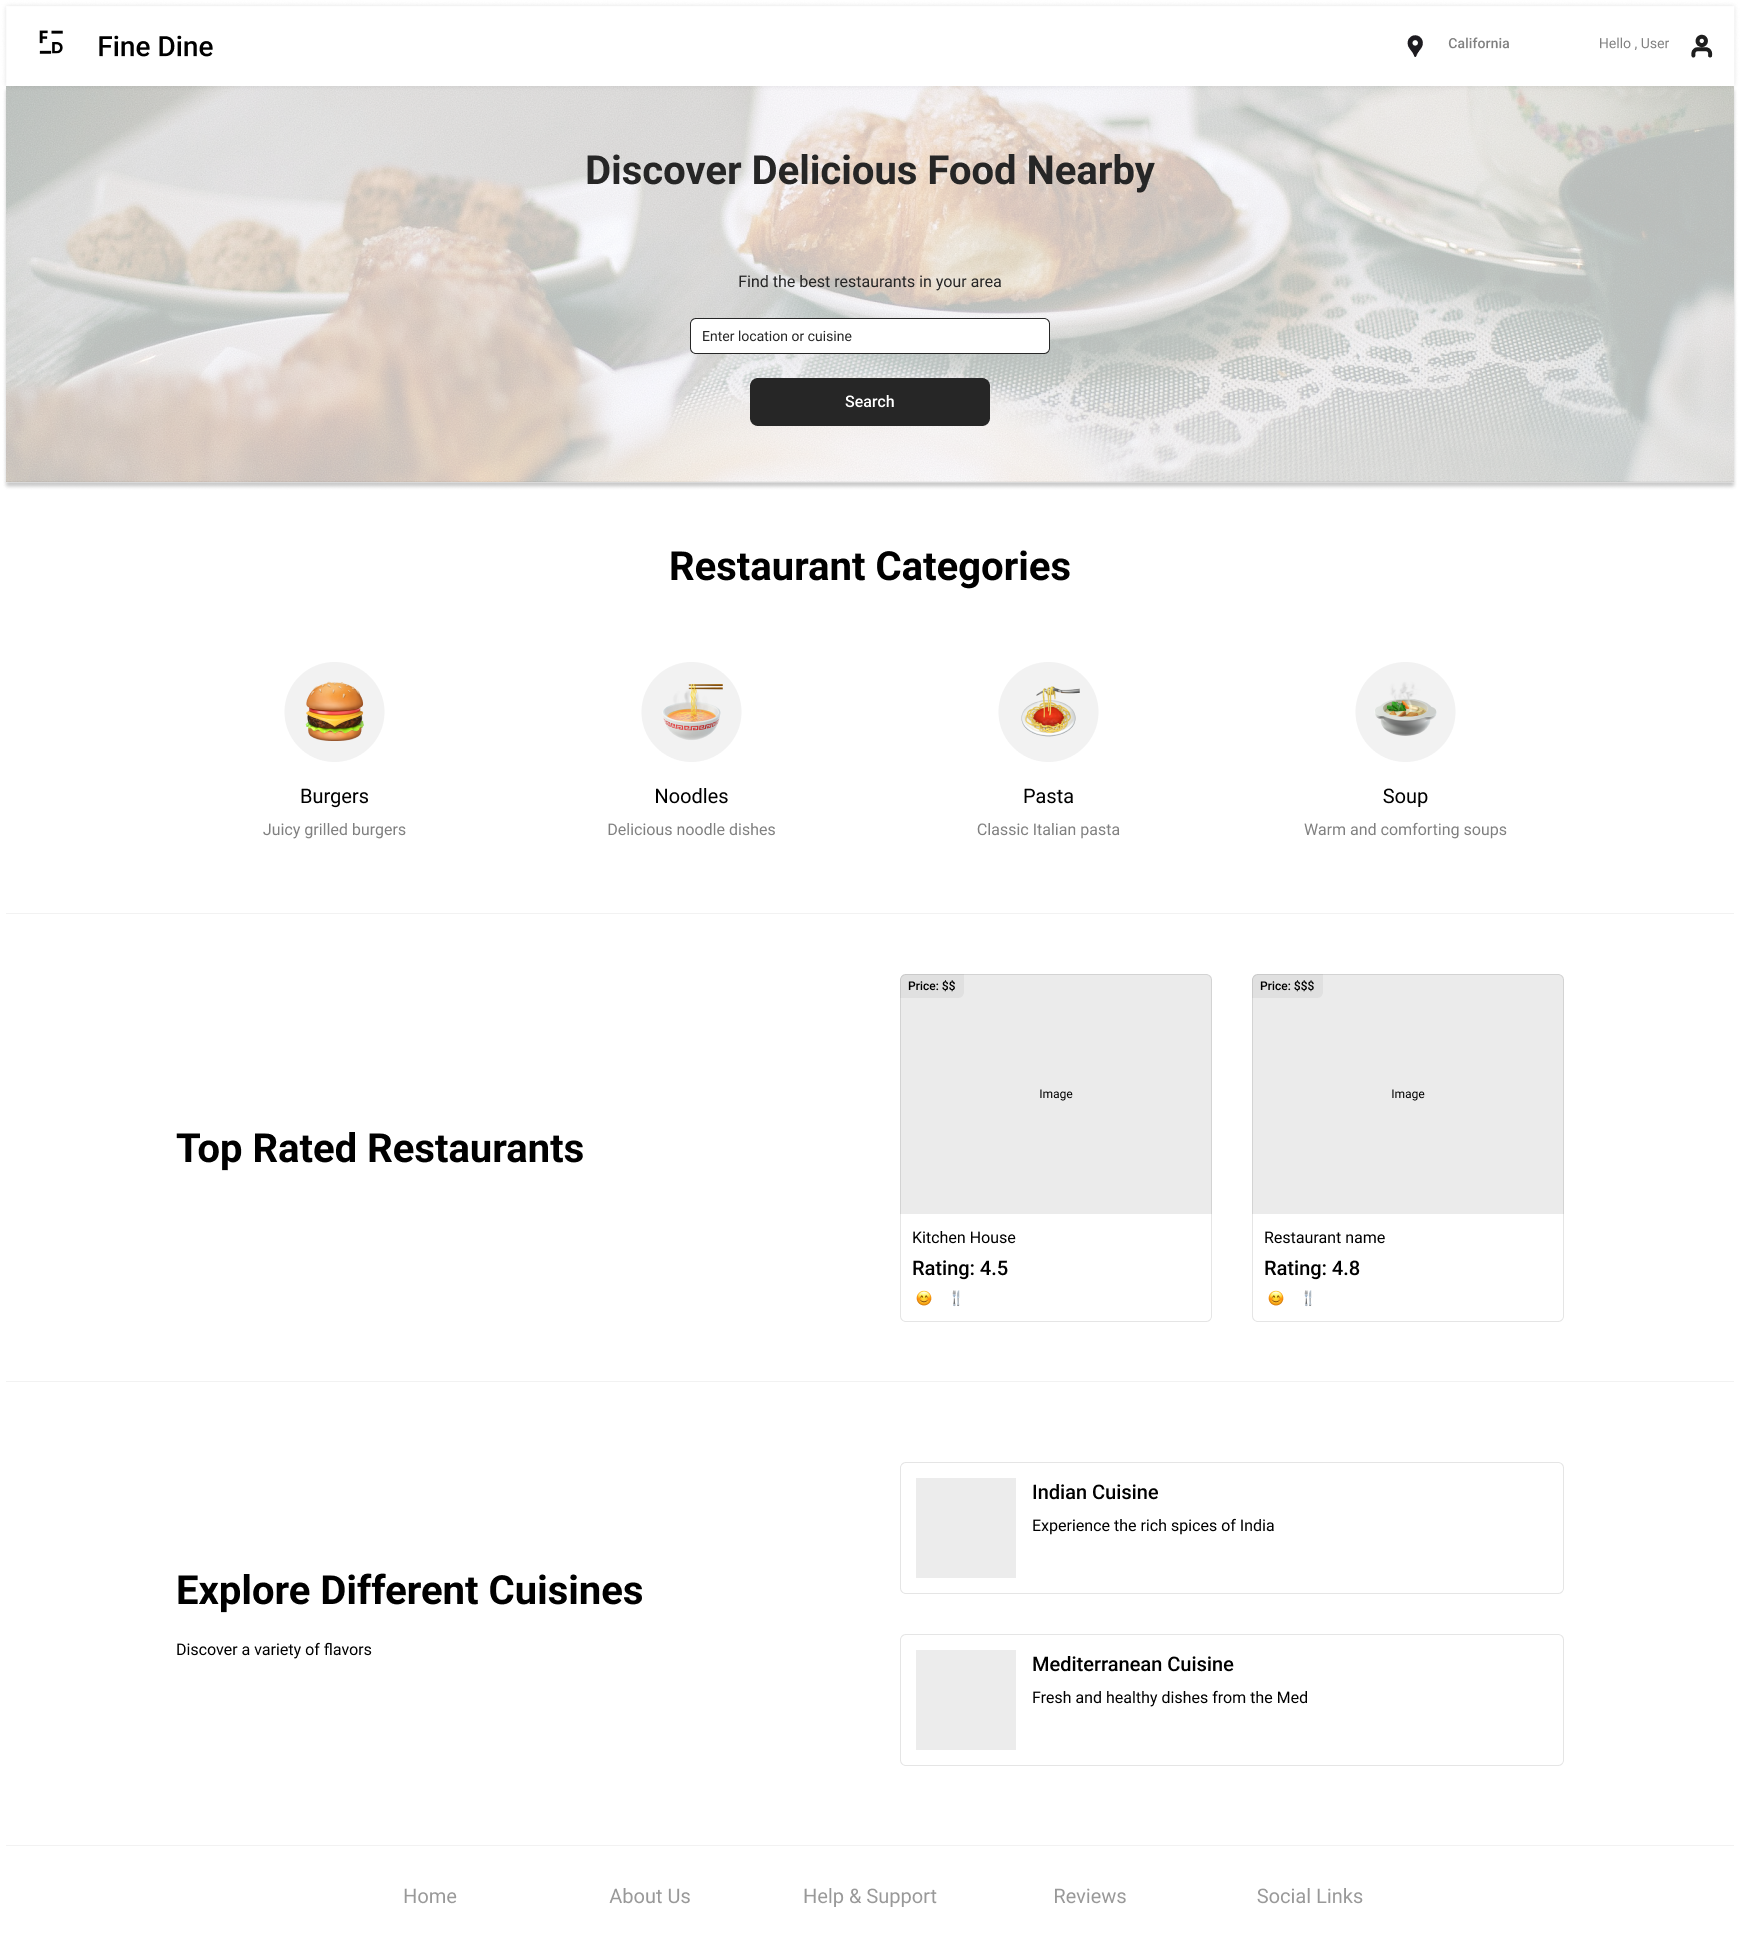 FD
Fine Dine
California
Hello , User
Discover Delicious Food Nearby
Find the best restaurants in your area
Enter location or cuisine
Search
Restaurant Categories
Burgers
Juicy grilled burgers
Noodles
Delicious noodle dishes
Pasta
Classic Italian pasta
Soup
Warm and comforting soups
Top Rated Restaurants
Price: $$
Image
Kitchen House
Rating: 4.5
Price: $$$
Image
Restaurant name
Rating: 4.8
Explore Different Cuisines
Discover a variety of flavors
Indian Cuisine
Experience the rich spices of India
Mediterranean Cuisine
Fresh and healthy dishes from the Med
Home
About Us
Help & Support
Reviews
Social Links